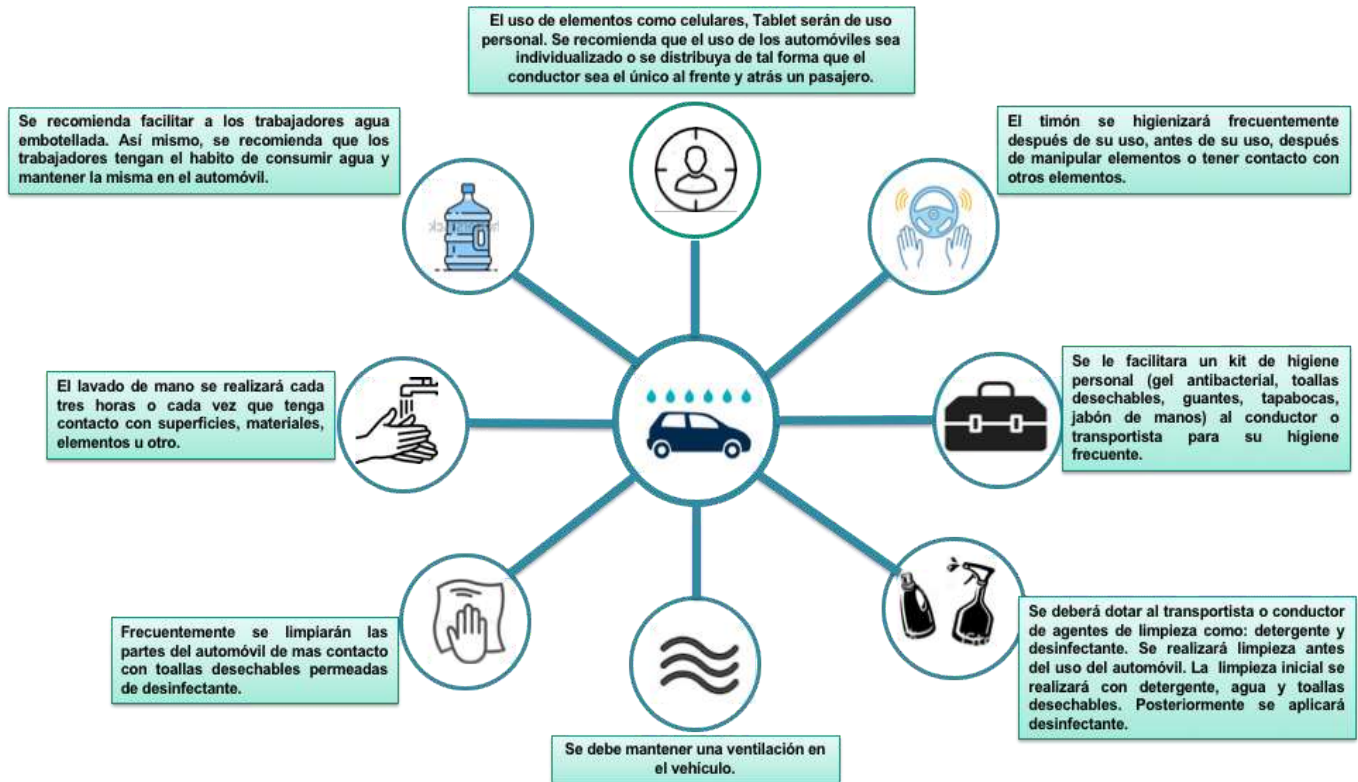 El uso de elementos como celulares, Tablet serán de uso
personal. Se recomienda que el uso de los automóviles sea
individualizado o se distribuya de tal forma que el
conductor sea el único al frente y atrás un pasajero.
Se recomienda facilitar a los trabajadores agua
embotellada. Así mismo, se recomienda que los
trabajadores tengan el habito de consumir agua y
mantener la misma en el automóvil.
El timón se higienizará frecuentemente
después de su uso, antes de su uso, después
de manipular elementos o tener contacto con
otros elementos.
El lavado de mano se realizará cada
tres horas o cada vez que tenga
contacto con superficies, materiales,
elementos u otro.
Se le facilitara un kit de higiene
personal (gel antibacterial, toallas
desechables, guantes, tapabocas,
jabón de manos) al conductor o
transportista para su higiene
frecuente.
Frecuentemente se limpiarán las
partes del automóvil de mas contacto
con toallas desechables permeadas
de desinfectante.
Se deberá dotar al transportista o conductor
de agentes de limpieza como: detergente y
desinfectante. Se realizará limpieza antes
del uso del automóvil. La limpieza inicial se
realizará con detergente, agua y toallas
desechables. Posteriormente se aplicará
desinfectante.
Se debe mantener una ventilación en
el vehículo.